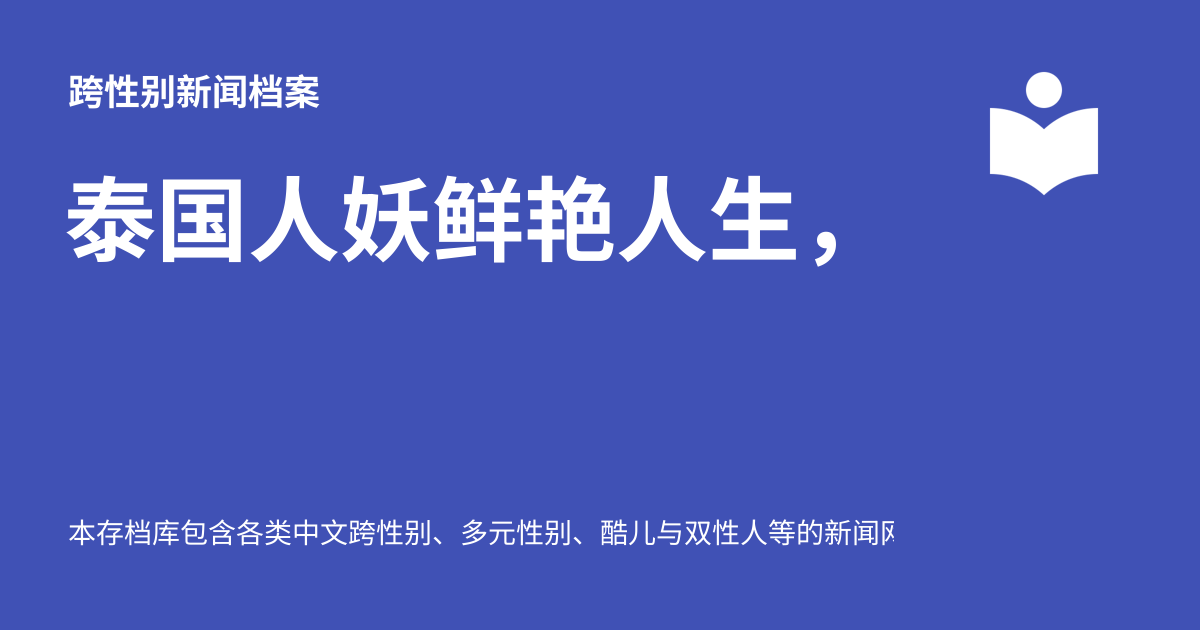 跨性别新闻档案
泰国人妖鲜艳人生，
本存档库包含各类中文跨性别、多元性别、酷儿与双性人等的新闻网